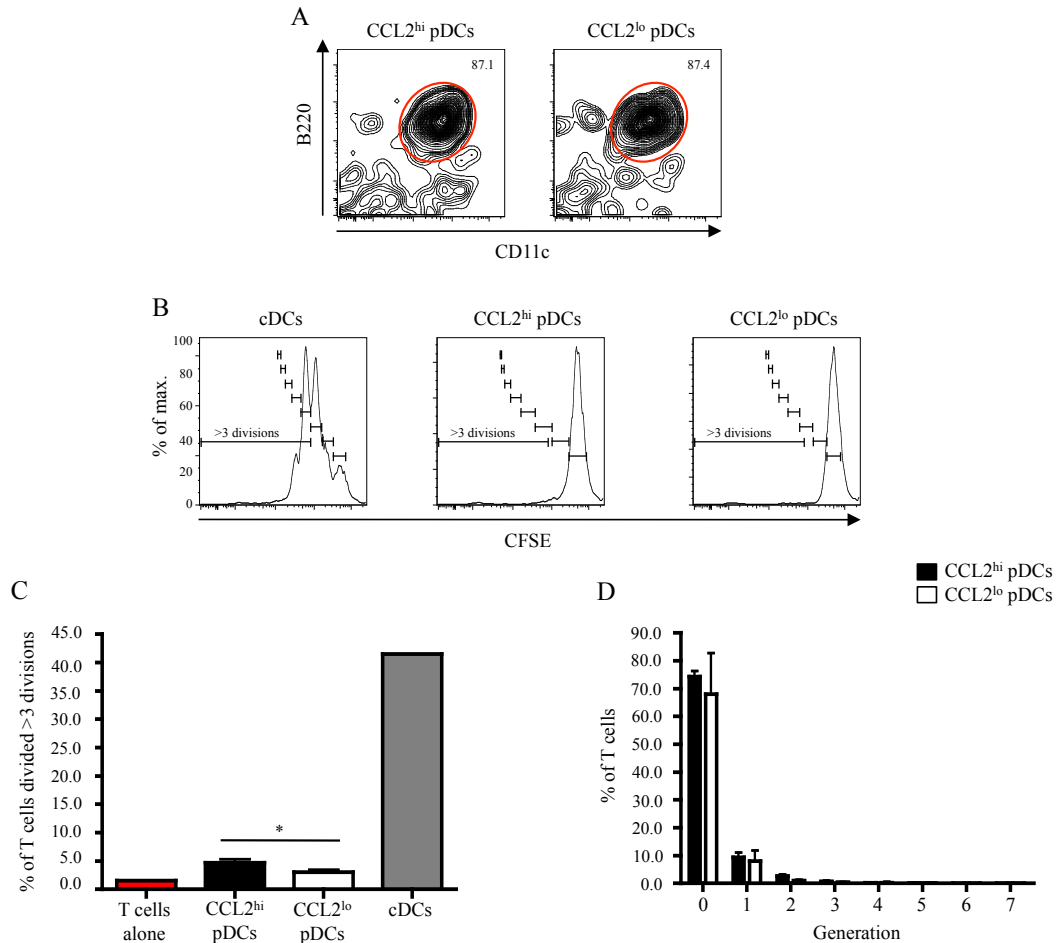 A
CCL2hi pDCs
CCL2lo pDCs
87.1
87.4
B220
CD11c
B
cDCs
CCL2hi pDCs
CCL2lo pDCs
% of max.
100
80
60
40
20
0
>3 divisions
>3 divisions
>3 divisions
CFSE
CCL2hi pDCs
CCL2lo pDCs
C
% of T cells divided >3 divisions
45.0
40.0
35.0
30.0
25.0
20.0
15.0
10.0
5.0
0.0
*
T cells alone
CCL2hi pDCs
CCL2lo pDCs
cDCs
D
% of T cells
90.0
80.0
70.0
60.0
50.0
40.0
30.0
20.0
10.0
0.0
0 1 2 3 4 5 6 7
Generation